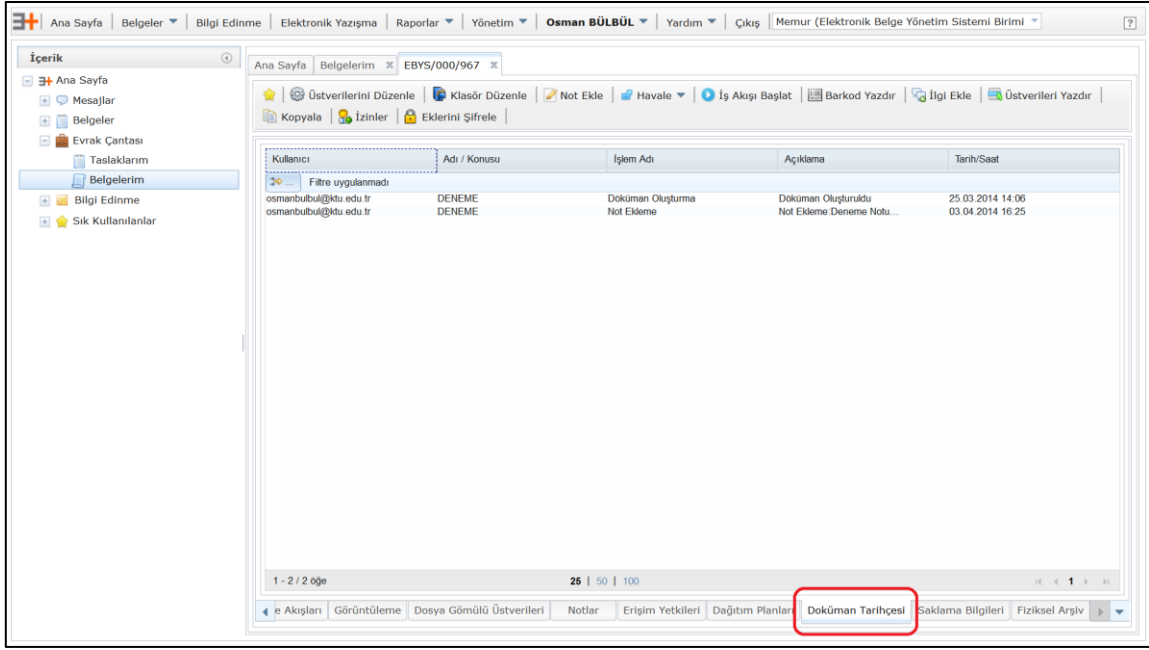 Ana Sayfa Belgeler Bilgi Edinme Elektronik Yazışma Raporlar Yönetim Osman BÜLBÜL Yardım Çıkış Memur (Elektronik Belge Yönetim Sistemi Birimi ?
İçerik
Ana Sayfa
Mesajlar
Belgeler
Evrak Çantası
Taslaklarım
Belgelerim
Bilgi Edinme
Sık Kullanılanlar
Ana Sayfa Belgelerim X EBYS/000/967 X
Üstverilerini Düzenle Klasör Düzenle Not Ekle Havale İş Akışı Başlat Barkod Yazdır İlgi Ekle Üstverileri Yazdır
Kopyala İzinler Eklerini Şifrele
Kullanıcı Adı / Konusu İşlem Adı Açıklama Tarih/Saat
... Filtre uygulanmadı
osmanbulbul@ktu.edu.tr DENEME Döküman Oluşturma Döküman Oluşturuldu 25.03.2014 14:06
osmanbulbul@ktu.edu.tr DENEME Not Ekleme Not Ekleme:Deneme Notu... 03.04.2014 16:25
1 - 2 / 2 öğe 25 | 50 | 100 1
e Akışları Görüntüleme Dosya Gömülü Üstverileri Notlar Erişim Yetkileri Dağıtım Planları Doküman Tarihçesi Saklama Bilgileri Fiziksel Arşiv